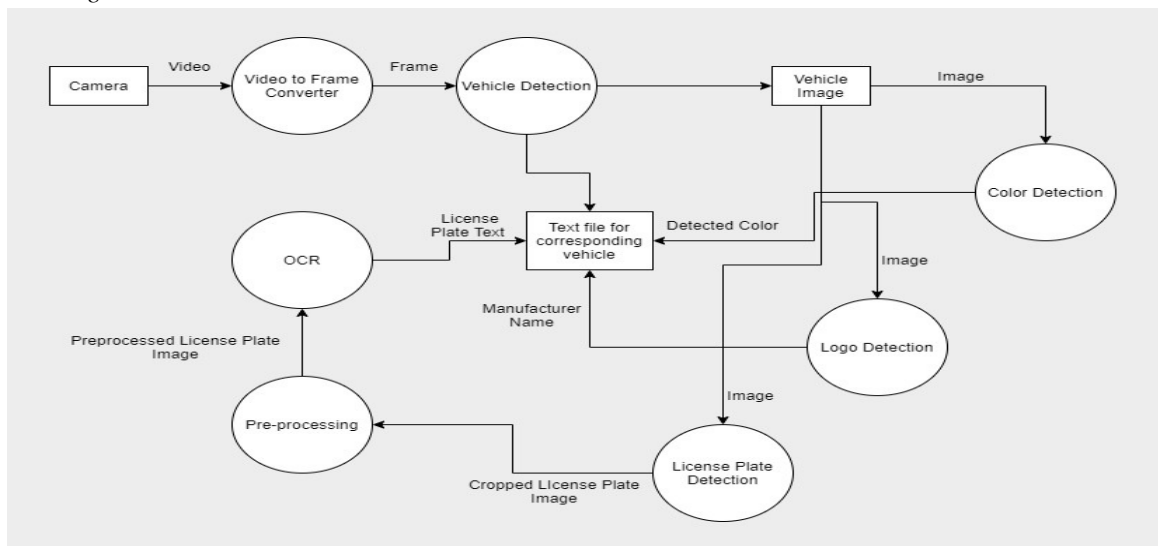 Video
Frame
Image
Camera
Video to Frame
Converter
Vehicle Detection
Vehicle
Image
Color Detection
License
Plate Text
Text file for
corresponding
vehicle
Detected Color
OCR
Image
Manufacturer
Name
Preprocessed License Plate
Image
Logo Detection
Image
Pre-processing
License Plate
Detection
Cropped LIcense Plate
Image